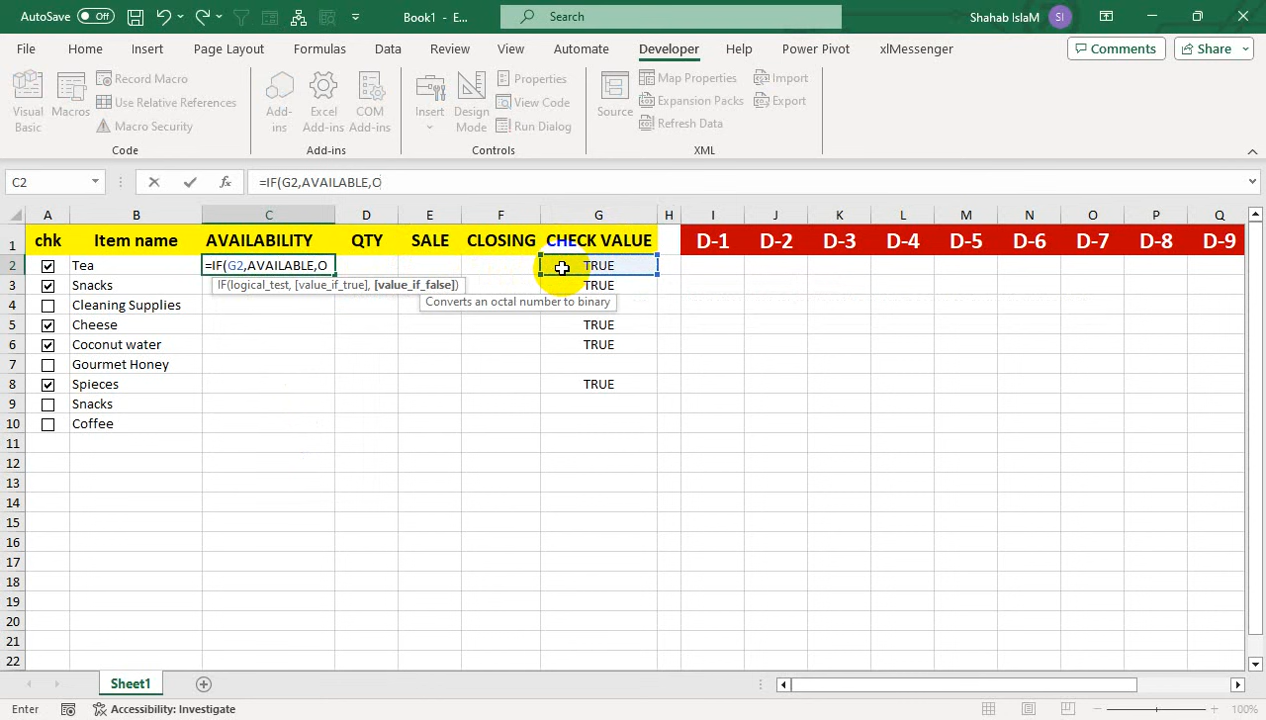 AutoSave Off Book1 - E... Search Shahab IslaM SI
File Home Insert Page Layout Formulas Data Review View Automate Developer Help Power Pivot xlMessenger Comments Share
Visual Basic Macros Record Macro Use Relative References Macro Security
Add-ins Excel Add-ins COM Add-ins
Insert Design Mode Properties View Code Run Dialog
Source Map Properties Expansion Packs Refresh Data Import Export
Code Add-ins Controls XML
C2 fx =IF(G2,AVAILABLE,O
A B C D E F G H I J K L M N O P Q
1 chk Item name AVAILABILITY QTY SALE CLOSING CHECK VALUE D-1 D-2 D-3 D-4 D-5 D-6 D-7 D-8 D-9
2 Tea =IF(G2,AVAILABLE,O TRUE
3 Snacks IF(logical_test, [value_if_true], [value_if_false]) TRUE
4 Cleaning Supplies Converts an octal number to binary
5 Cheese TRUE
6 Coconut water TRUE
7 Gourmet Honey
8 Spieces TRUE
9 Snacks
10 Coffee
11
12
13
14
15
16
17
18
19
20
21
22
Sheet1
Enter Accessibility: Investigate 100%